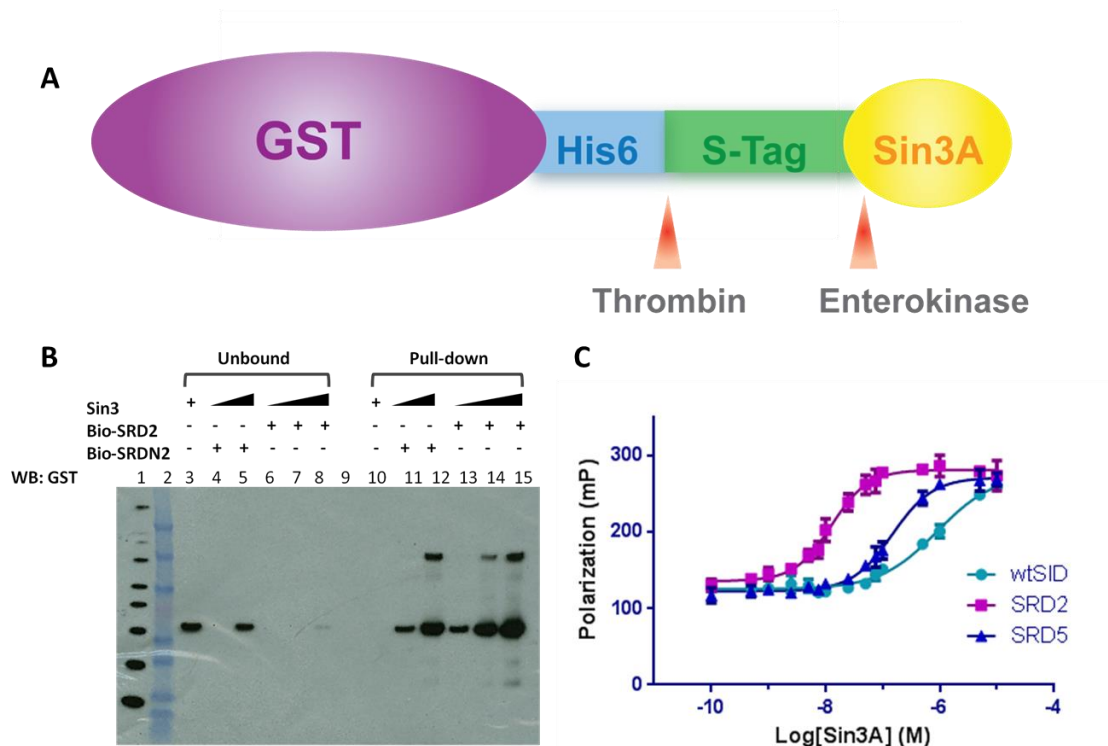 A
GST His6 S-Tag Sin3A
Thrombin Enterokinase
B
Unbound Pull-down
Sin3 + +
Bio-SRD2 - - - + + + - - - + + +
Bio-SRDN2 - + + - - - - + + - - -
WB: GST 1 2 3 4 5 6 7 8 9 10 11 12 13 14 15
C
Polarization (mP)
300
200
100
0
wtSID
SRD2
SRD5
-10 -8 -6 -4
Log[Sin3A] (M)